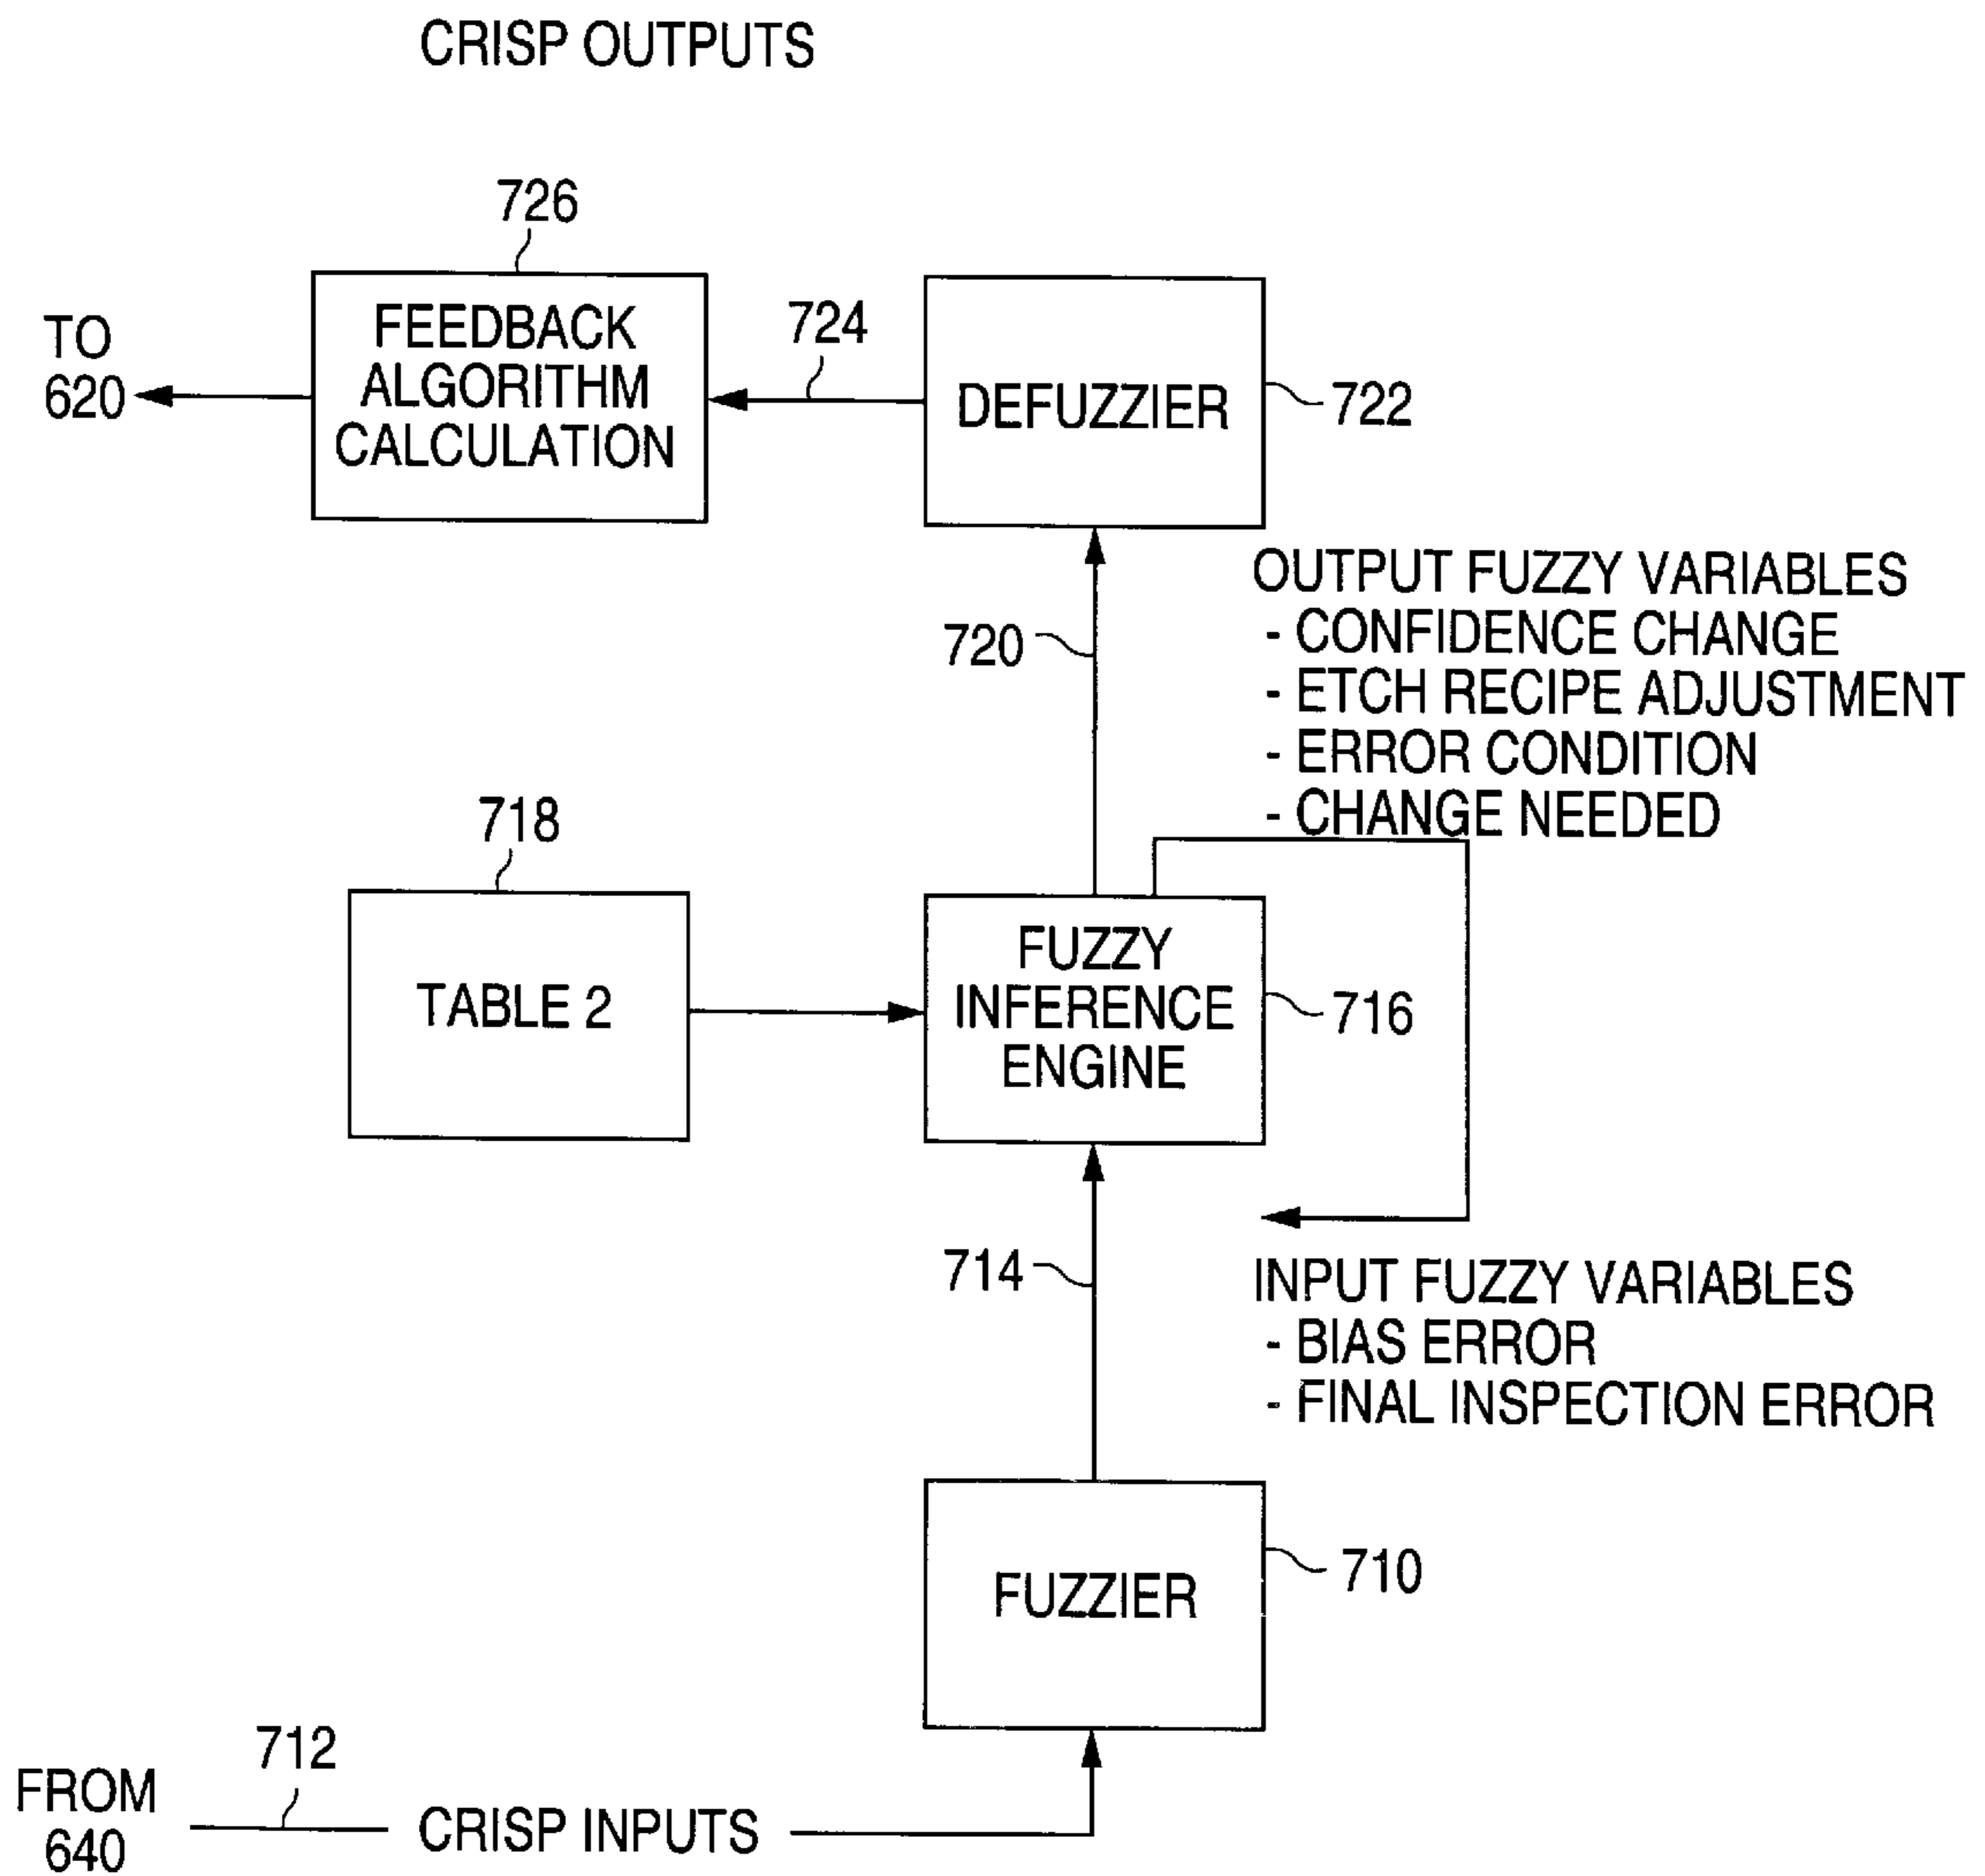 CRISP OUTPUTS
726
TO
620
FEEDBACK
ALGORITHM
CALCULATION
724
DEFUZZIER
722
OUTPUT FUZZY VARIABLES
- CONFIDENCE CHANGE
- ETCH RECIPE ADJUSTMENT
- ERROR CONDITION
- CHANGE NEEDED
720
718
TABLE 2
FUZZY
INFERENCE
ENGINE
716
714
INPUT FUZZY VARIABLES
- BIAS ERROR
- FINAL INSPECTION ERROR
FUZZIER
710
712
FROM
640
CRISP INPUTS